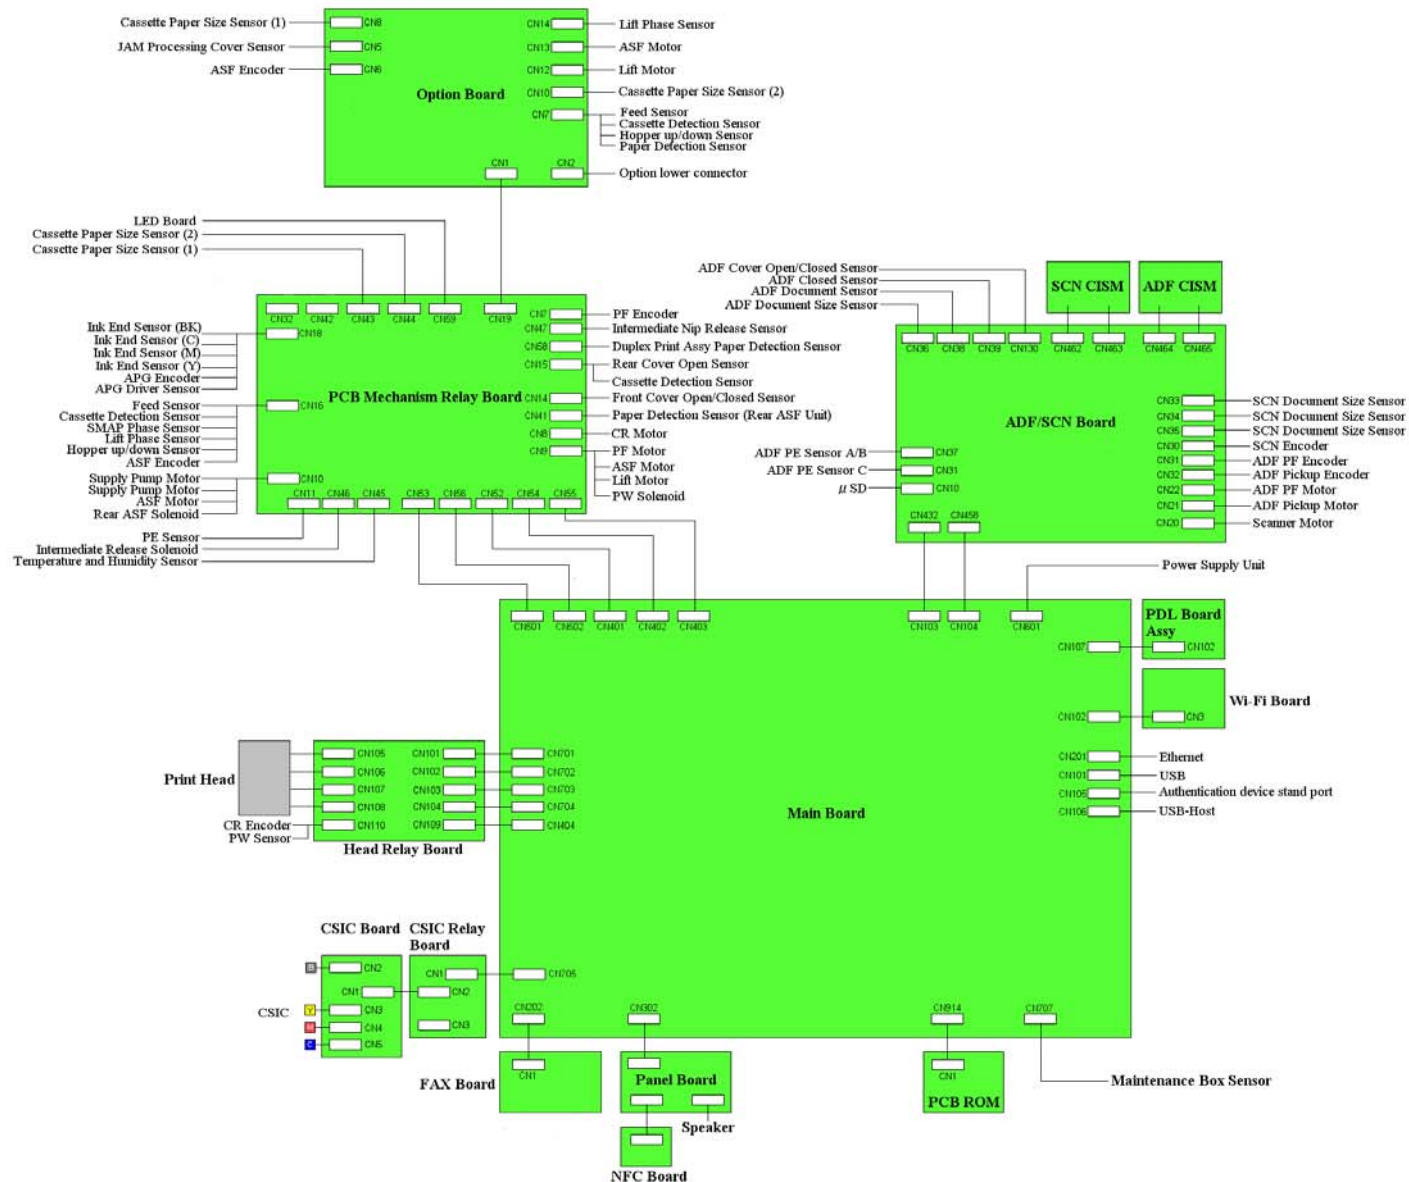 Cassette Paper Size Sensor (1)
CN8
JAM Processing Cover Sensor
CN5
ASF Encoder
CN6
Option Board
CN14
Lift Phase Sensor
CN13
ASF Motor
CN12
Lift Motor
CN10
Cassette Paper Size Sensor (2)
CN7
Feed Sensor
Cassette Detection Sensor
Hopper up/down Sensor
Paper Detection Sensor
CN1
CN2
Option lower connector
LED Board
Cassette Paper Size Sensor (2)
Cassette Paper Size Sensor (1)
CN32
CN42
CN43
CN44
CN59
CN19
Ink End Sensor (BK)
Ink End Sensor (C)
Ink End Sensor (M)
Ink End Sensor (Y)
APG Encoder
APG Driver Sensor
CN18
Feed Sensor
Cassette Detection Sensor
SMAP Phase Sensor
Lift Phase Sensor
Hopper up/down Sensor
ASF Encoder
CN16
Supply Pump Motor
Supply Pump Motor
ASF Motor
Rear ASF Solenoid
CN10
PCB Mechanism Relay Board
CN7
PF Encoder
CN47
Intermediate Nip Release Sensor
CN58
Duplex Print Assy Paper Detection Sensor
CN15
Rear Cover Open Sensor
Cassette Detection Sensor
CN14
Front Cover Open/Closed Sensor
CN41
Paper Detection Sensor (Rear ASF Unit)
CN8
CR Motor
CN9
PF Motor
ASF Motor
Lift Motor
PW Solenoid
CN11
CN46
CN45
CN53
CN56
CN52
CN54
CN55
PE Sensor
Intermediate Release Solenoid
Temperature and Humidity Sensor
ADF Cover Open/Closed Sensor
ADF Closed Sensor
ADF Document Sensor
ADF Document Size Sensor
SCN CISM
ADF CISM
CN36
CN38
CN39
CN130
CN462
CN463
CN464
CN465
ADF/SCN Board
CN33
SCN Document Size Sensor
CN34
SCN Document Size Sensor
CN35
SCN Document Size Sensor
CN30
SCN Encoder
CN31
ADF PF Encoder
CN32
ADF Pickup Encoder
CN22
ADF PF Motor
CN21
ADF Pickup Motor
CN20
Scanner Motor
ADF PE Sensor A/B
CN37
ADF PE Sensor C
CN31
μ SD
CN10
CN432
CN458
Power Supply Unit
CN501
CN502
CN401
CN402
CN403
CN103
CN104
CN601
CN107
PDL Board
Assy
CN102
CN102
CN3
Wi-Fi Board
CN201
Ethernet
CN101
USB
CN105
Authentication device stand port
CN106
USB-Host
Main Board
Print Head
CN105
CN106
CN107
CN108
CN110
CR Encoder
PW Sensor
CN101
CN102
CN103
CN104
CN109
Head Relay Board
CN701
CN702
CN703
CN704
CN404
CSIC Board
CSIC Relay
Board
B
CN2
CN1
CSIC
Y
CN3
M
CN4
C
CN5
CN1
CN2
CN3
CN705
CN202
CN302
CN914
CN707
CN1
FAX Board
Panel Board
Speaker
NFC Board
CN1
PCB ROM
Maintenance Box Sensor